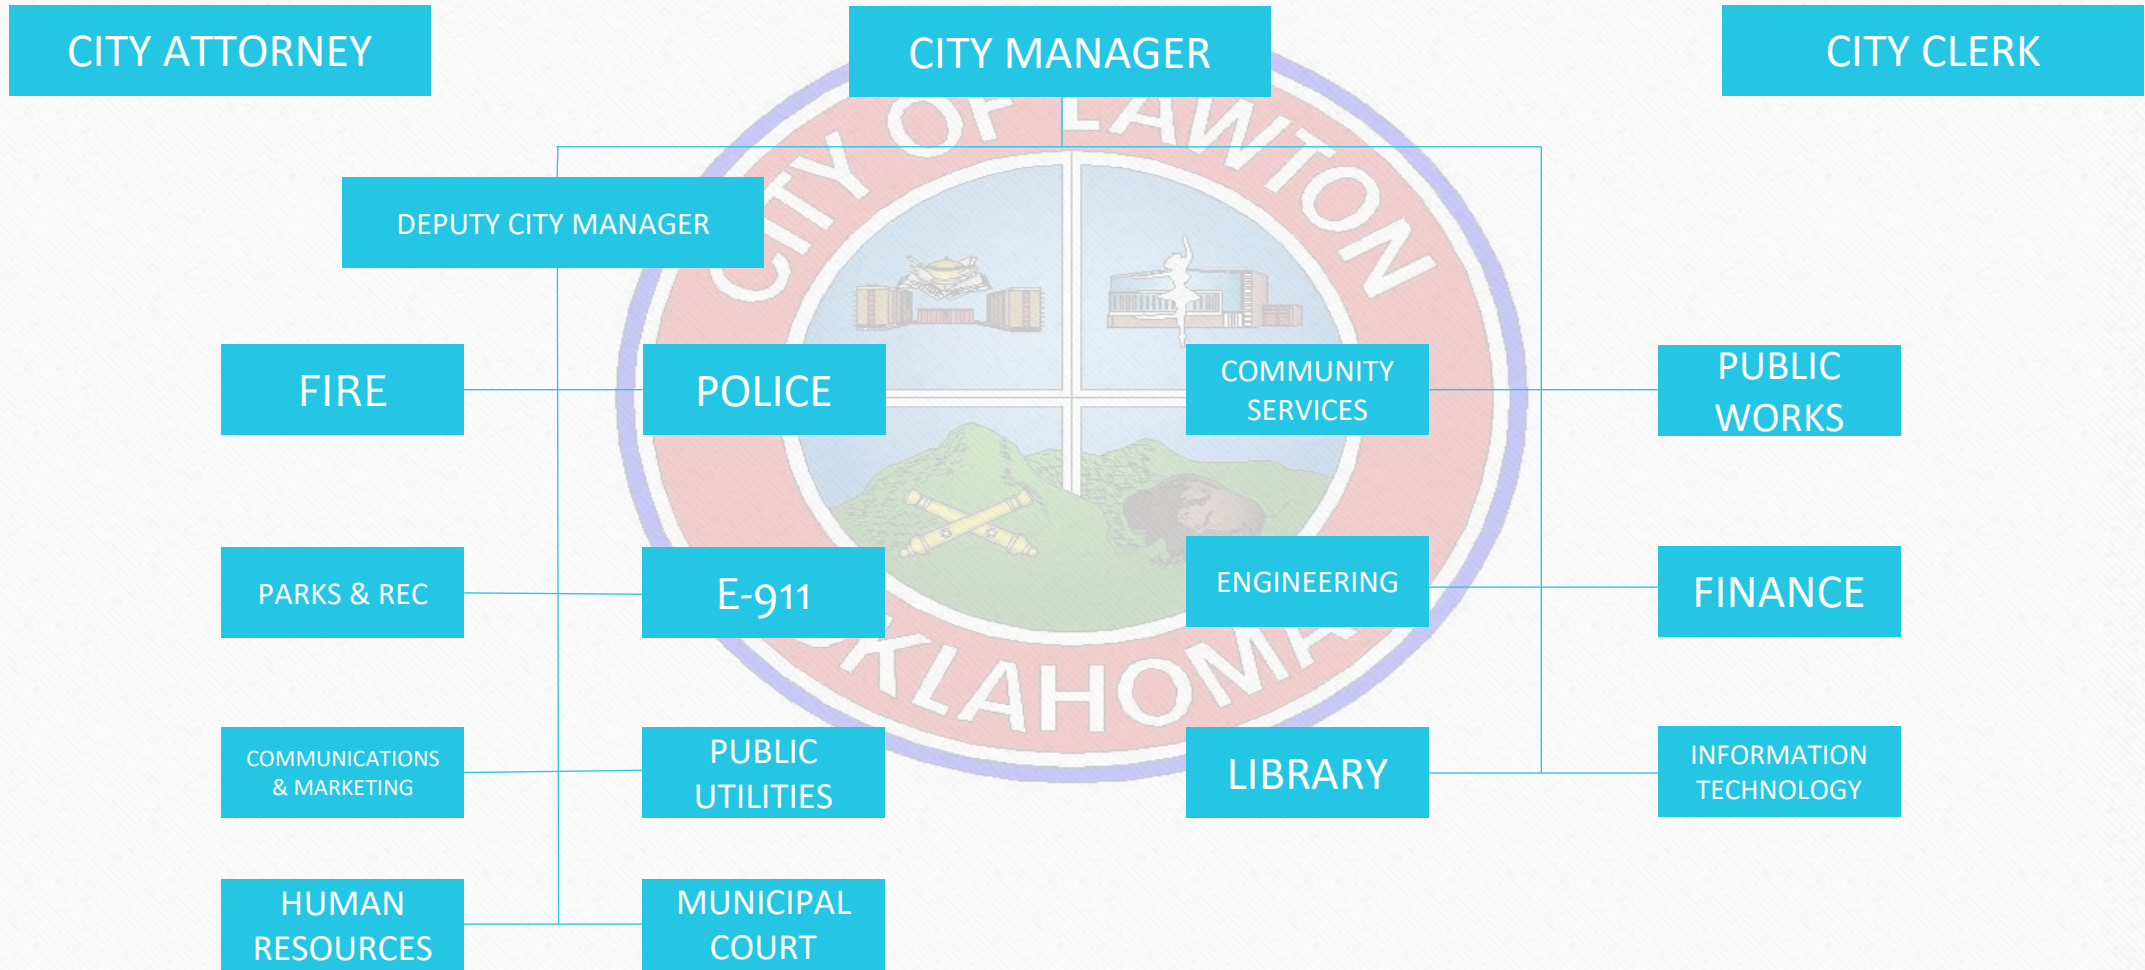 CITY ATTORNEY
CITY MANAGER
CITY CLERK
CITY OF LAWTON
DEPUTY CITY MANAGER
FIRE
POLICE
COMMUNITY
SERVICES
PUBLIC
WORKS
PARKS & REC
E-911
ENGINEERING
FINANCE
OKLAHOMA
COMMUNICATIONS
& MARKETING
PUBLIC
UTILITIES
LIBRARY
INFORMATION
TECHNOLOGY
HUMAN
RESOURCES
MUNICIPAL
COURT